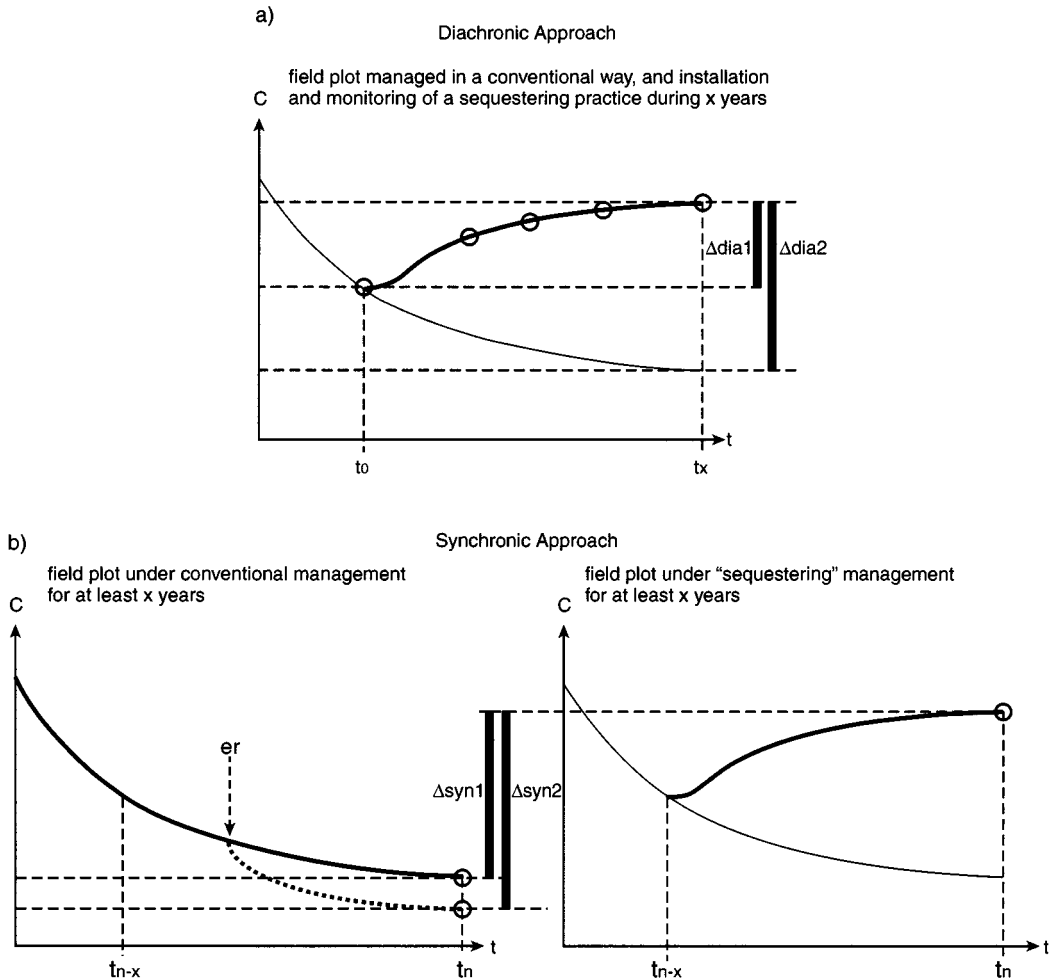 a)
Diachronic Approach
field plot managed in a conventional way, and installation
and monitoring of a sequestering practice during x years
C
Δdia1
Δdia2
t
t0
tx
b)
Synchronic Approach
field plot under conventional management
for at least x years
C
er
Δsyn1
Δsyn2
t
tn-x
tn
field plot under “sequestering” management
for at least x years
C
t
tn-x
tn